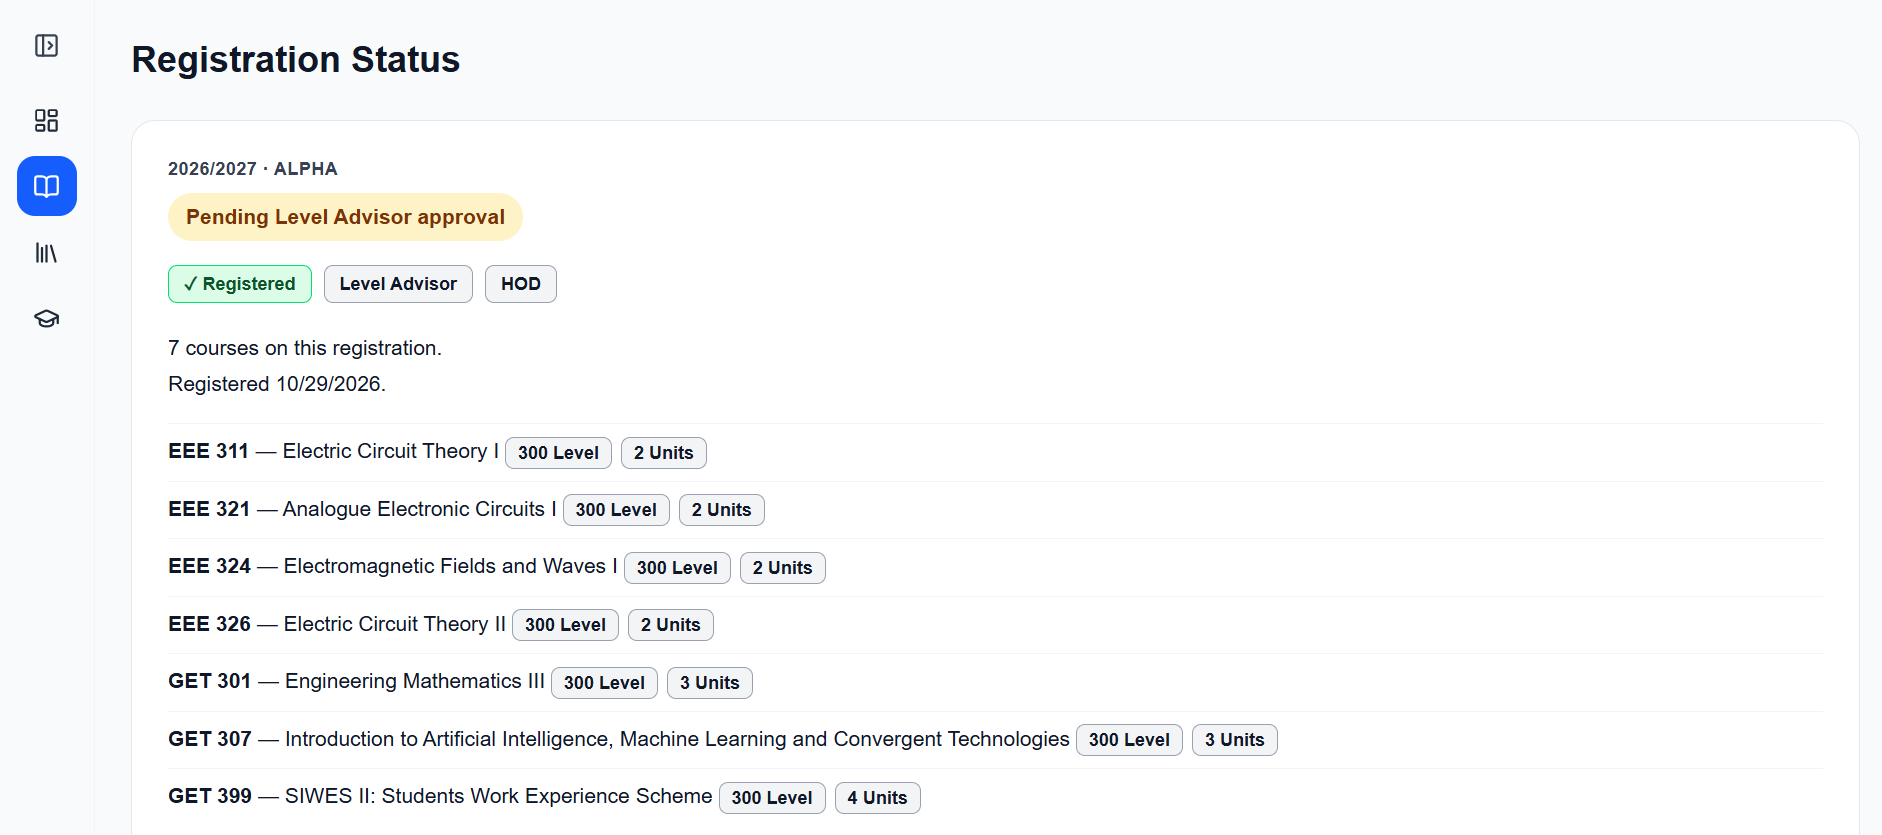 Registration Status
2026/2027 · ALPHA
Pending Level Advisor approval
✓ Registered Level Advisor HOD
7 courses on this registration.
Registered 10/29/2026.
EEE 311 — Electric Circuit Theory I 300 Level 2 Units
EEE 321 — Analogue Electronic Circuits I 300 Level 2 Units
EEE 324 — Electromagnetic Fields and Waves I 300 Level 2 Units
EEE 326 — Electric Circuit Theory II 300 Level 2 Units
GET 301 — Engineering Mathematics III 300 Level 3 Units
GET 307 — Introduction to Artificial Intelligence, Machine Learning and Convergent Technologies 300 Level 3 Units
GET 399 — SIWES II: Students Work Experience Scheme 300 Level 4 Units